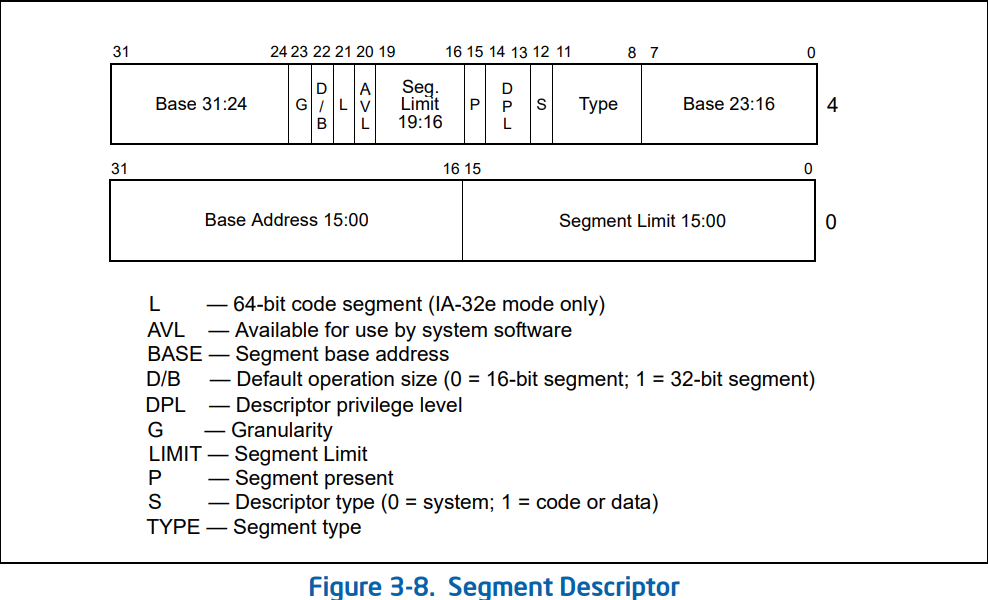 31 24 23 22 21 20 19 16 15 14 13 12 11 8 7 0
Base 31:24 G D/B L AVL Seg. Limit 19:16 P DPL S Type Base 23:16 4
31 16 15 0
Base Address 15:00 Segment Limit 15:00 0
L — 64-bit code segment (IA-32e mode only)
AVL — Available for use by system software
BASE — Segment base address
D/B — Default operation size (0 = 16-bit segment; 1 = 32-bit segment)
DPL — Descriptor privilege level
G — Granularity
LIMIT — Segment Limit
P — Segment present
S — Descriptor type (0 = system; 1 = code or data)
TYPE — Segment type
Figure 3-8. Segment Descriptor